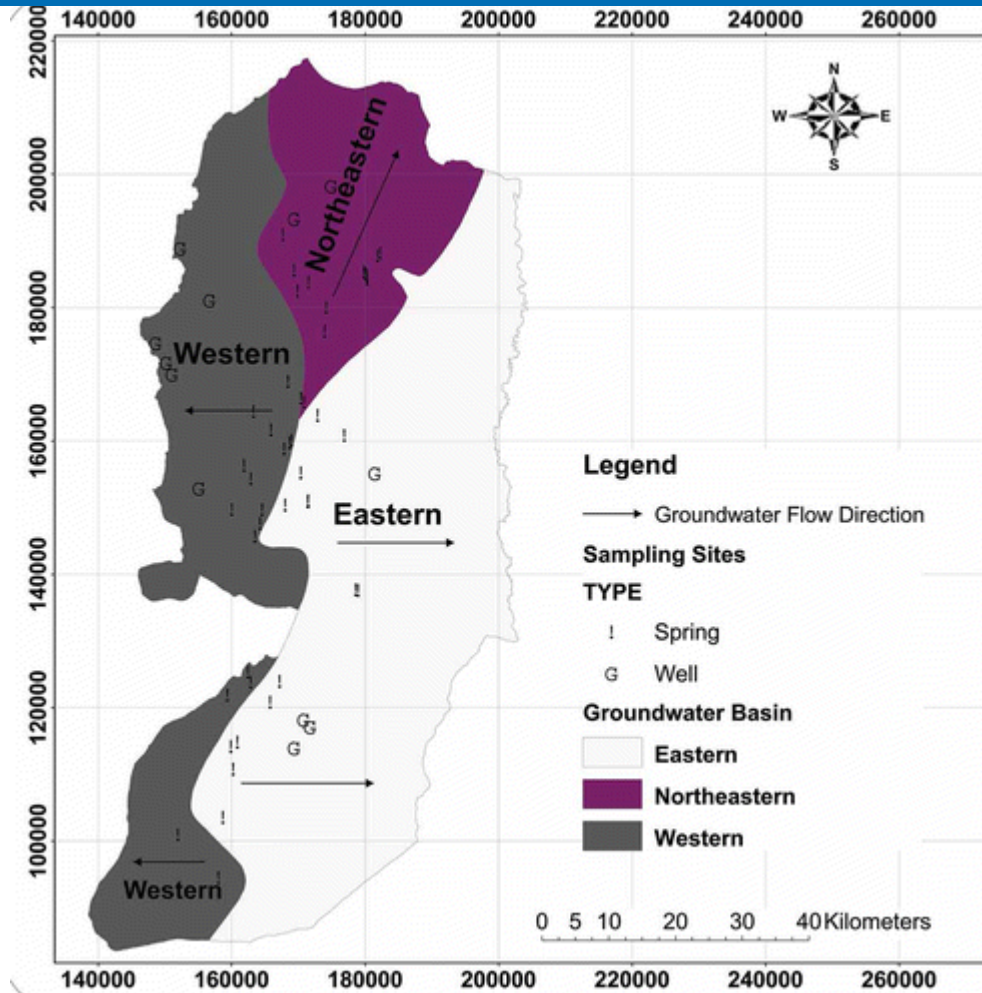 140000 160000 180000 200000 220000 240000 260000
220000
200000
180000
160000
140000
120000
100000
N
W E
S
Northeastern
Western
Eastern
Western
Legend
Groundwater Flow Direction
Sampling Sites
TYPE
! Spring
G Well
Groundwater Basin
Eastern
Northeastern
Western
0 5 10 20 30 40 Kilometers
140000 160000 180000 200000 220000 240000 260000